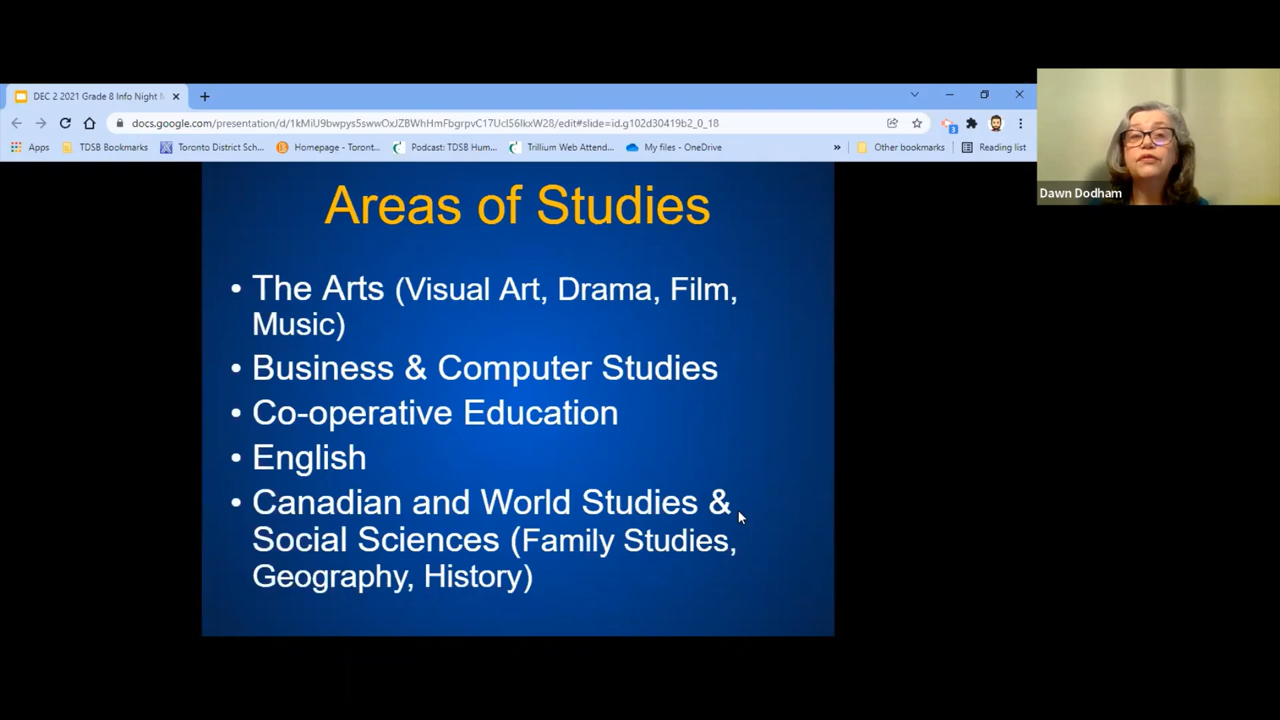 DEC 2 2021 Grade 8 Info Night
docs.google.com/presentation/d/1kMiU9bwpys5swwOxJZBWhHmFbgrpvC17UcI56IkxW28/edit#slide=id.g102d30419b2_0_18
Apps TDSB Bookmarks Toronto District Sch... Homepage - Toront... Podcast: TDSB Hum... Trillium Web Attend... My files - OneDrive » Other bookmarks Reading list
3
Dawn Dodham
Areas of Studies
• The Arts (Visual Art, Drama, Film,
Music)
• Business & Computer Studies
• Co-operative Education
• English
• Canadian and World Studies &
Social Sciences (Family Studies,
Geography, History)